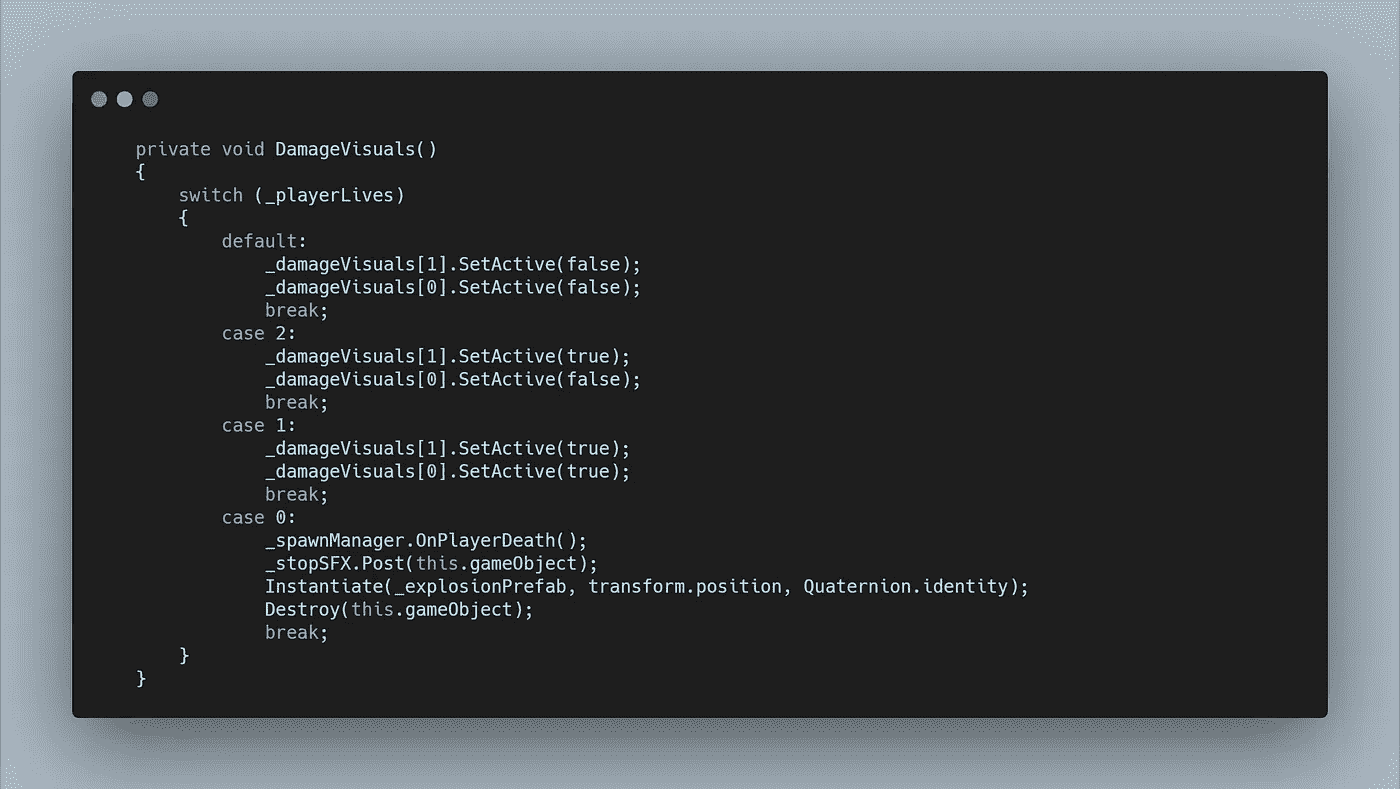 private void DamageVisuals()
{
    switch (_playerLives)
    {
        default:
            _damageVisuals[1].SetActive(false);
            _damageVisuals[0].SetActive(false);
            break;
        case 2:
            _damageVisuals[1].SetActive(true);
            _damageVisuals[0].SetActive(false);
            break;
        case 1:
            _damageVisuals[1].SetActive(true);
            _damageVisuals[0].SetActive(true);
            break;
        case 0:
            _spawnManager.OnPlayerDeath();
            _stopSFX.Post(this.gameObject);
            Instantiate(_explosionPrefab, transform.position, Quaternion.identity);
            Destroy(this.gameObject);
            break;
    }
}